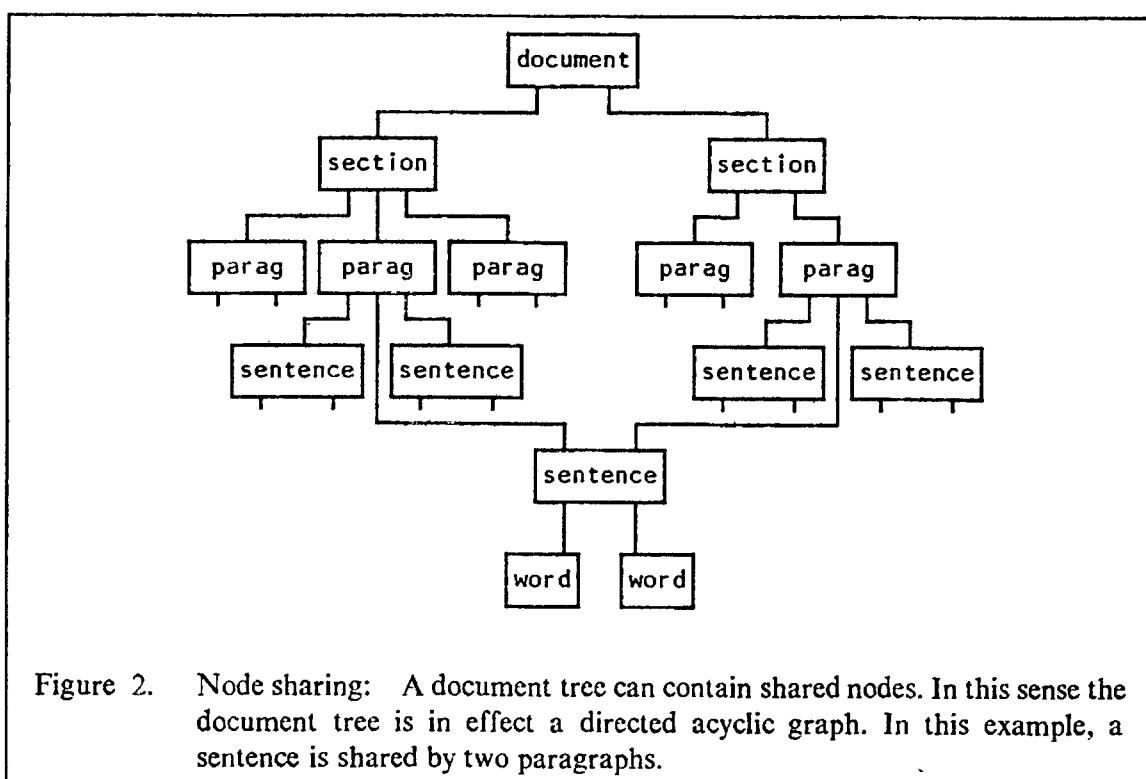 document
section section
parag parag parag parag parag
sentence sentence sentence sentence
sentence
word word
Figure 2. Node sharing: A document tree can contain shared nodes. In this sense the
document tree is in effect a directed acyclic graph. In this example, a
sentence is shared by two paragraphs.